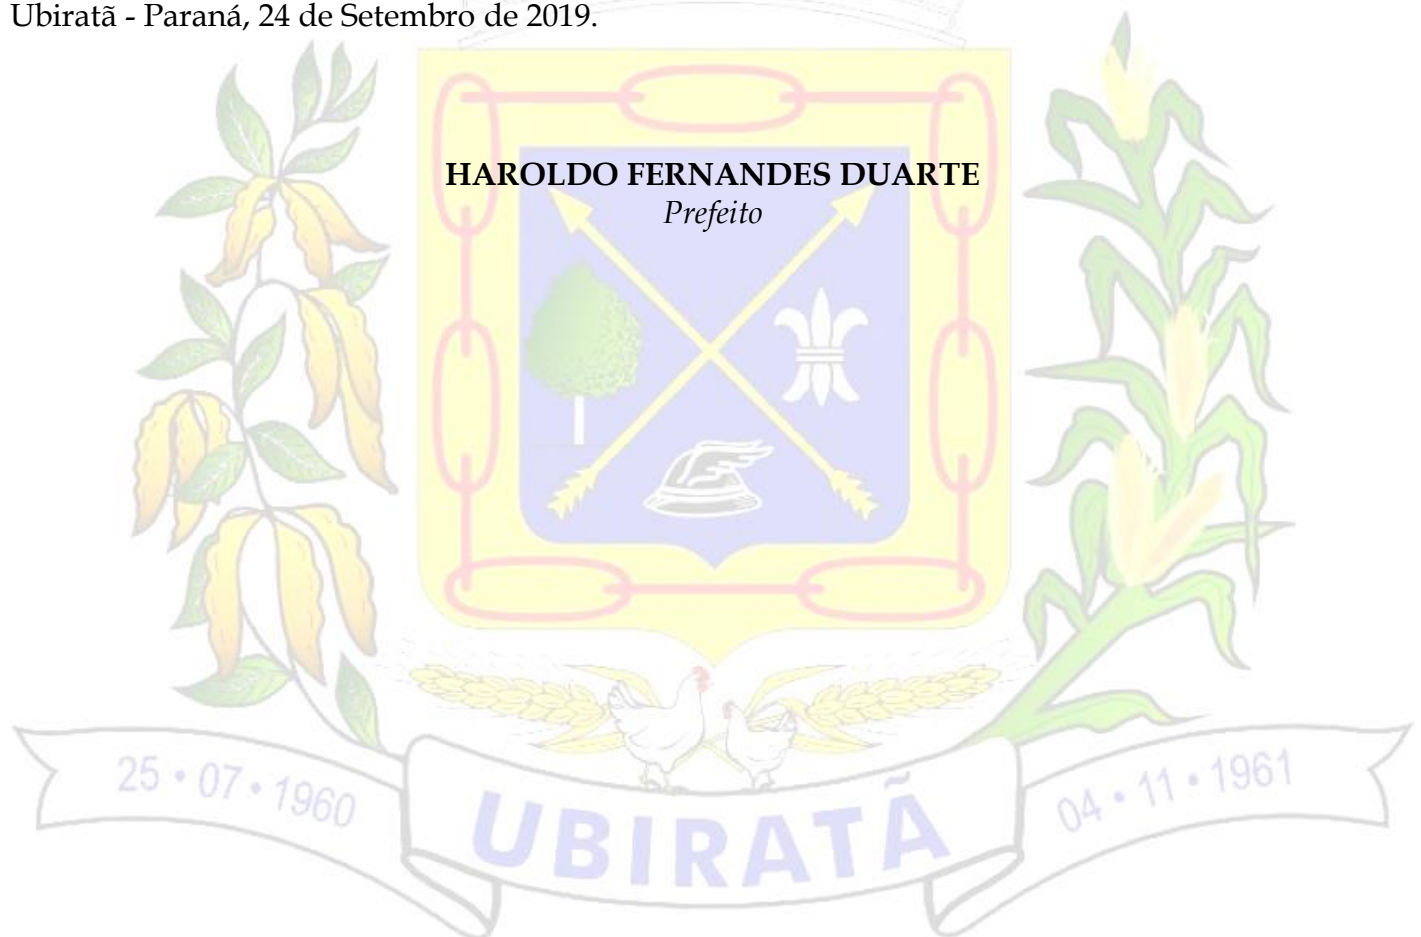 Ubiratã - Paraná, 24 de Setembro de 2019.
HAROLDO FERNANDES DUARTE
Prefeito
25 • 07 • 1960
UBIRATÃ
04 • 11 • 1961